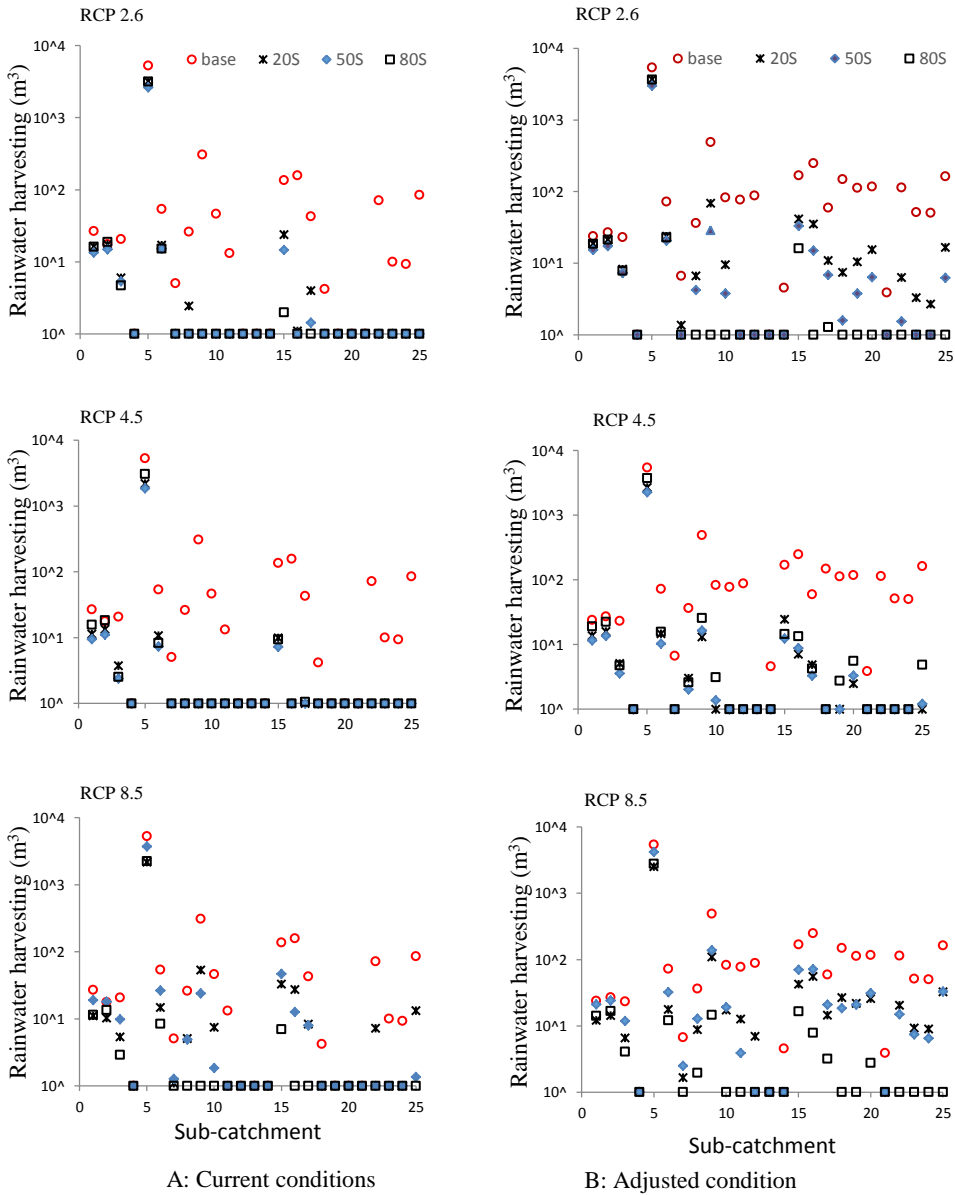 RCP 2.6
base 20S 50S 80S
Rainwater harvesting (m³)
10^4
10^3
10^2
10^1
10^
0 5 10 15 20 25
RCP 2.6
base 20S 50S 80S
Rainwater harvesting (m³)
10^4
10^3
10^2
10^1
10^
0 5 10 15 20 25
RCP 4.5
Rainwater harvesting (m³)
10^4
10^3
10^2
10^1
10^
0 5 10 15 20 25
RCP 4.5
Rainwater harvesting (m³)
10^4
10^3
10^2
10^1
10^
0 5 10 15 20 25
RCP 8.5
Rainwater harvesting (m³)
10^4
10^3
10^2
10^1
10^
0 5 10 15 20 25
Sub-catchment
RCP 8.5
Rainwater harvesting (m³)
10^4
10^3
10^2
10^1
10^
0 5 10 15 20 25
Sub-catchment
A: Current conditions
B: Adjusted condition